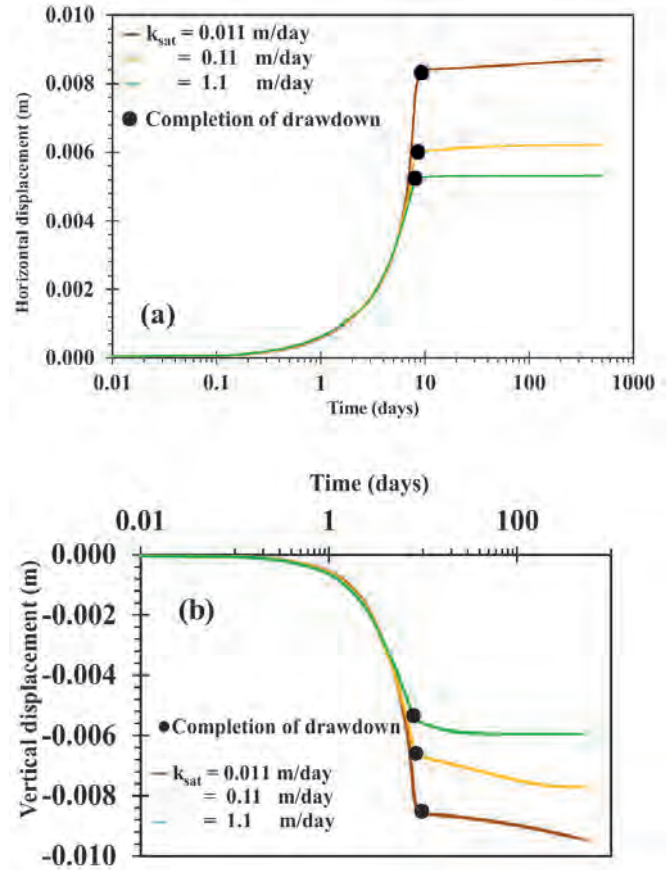 0.010
k_sat = 0.011 m/day
= 0.11 m/day
= 1.1 m/day
Completion of drawdown
0.008
0.006
0.004
0.002
0.000
Horizontal displacement (m)
(a)
0.01 0.1 1 10 100 1000
Time (days)
Time (days)
0.01 1 100
0.000
-0.002
-0.004
-0.006
-0.008
-0.010
Vertical displacement (m)
(b)
Completion of drawdown
k_sat = 0.011 m/day
= 0.11 m/day
= 1.1 m/day